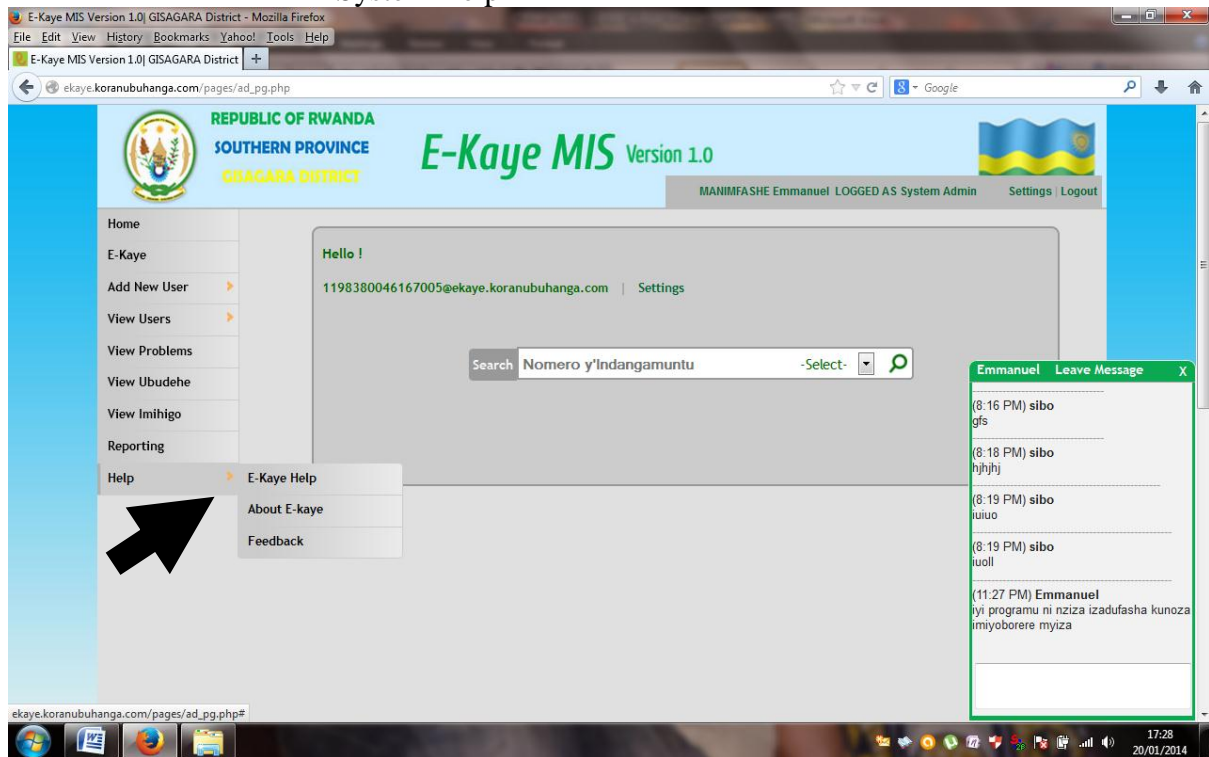 System Help
E-Kaye MIS Version 1.0| GISAGARA District - Mozilla Firefox
File Edit View History Bookmarks Yahoo! Tools Help
E-Kaye MIS Version 1.0| GISAGARA District +
ekaye.koranubuhanga.com/pages/ad_pg.php
Google
REPUBLIC OF RWANDA
SOUTHERN PROVINCE
GISAGARA DISTRICT
E-Kaye MIS Version 1.0
MANIMFASHE Emmanuel LOGGED AS System Admin Settings | Logout
Home
E-Kaye
Add New User
View Users
View Problems
View Ubudehe
View Imihigo
Reporting
Help
E-Kaye Help
About E-kaye
Feedback
Hello !
1198380046167005@ekaye.koranubuhanga.com | Settings
Search Nomero y'Indangamuntu -Select-
Emmanuel Leave Message X
(8:16 PM) sibo
gfs
(8:18 PM) sibo
hjhjhj
(8:19 PM) sibo
iuiuo
(8:19 PM) sibo
iuoll
(11:27 PM) Emmanuel
iyi programu ni nziza izadufasha kunoza
imiyoborere myiza
ekaye.koranubuhanga.com/pages/ad_pg.php#
17:28
20/01/2014